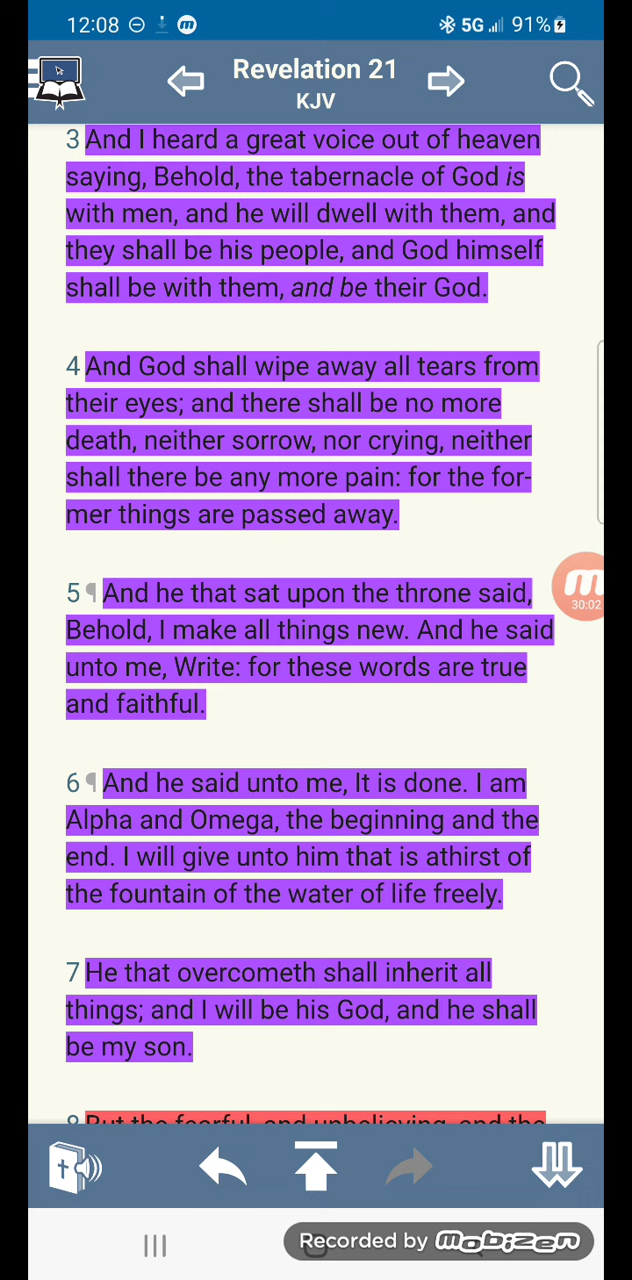 12:08 5G 91%
Revelation 21
KJV
3 And I heard a great voice out of heaven
saying, Behold, the tabernacle of God is
with men, and he will dwell with them, and
they shall be his people, and God himself
shall be with them, and be their God.
4 And God shall wipe away all tears from
their eyes; and there shall be no more
death, neither sorrow, nor crying, neither
shall there be any more pain: for the for-
mer things are passed away.
5 ¶ And he that sat upon the throne said,
Behold, I make all things new. And he said
unto me, Write: for these words are true
and faithful.
30:02
6 ¶ And he said unto me, It is done. I am
Alpha and Omega, the beginning and the
end. I will give unto him that is athirst of
the fountain of the water of life freely.
7 He that overcometh shall inherit all
things; and I will be his God, and he shall
be my son.
8 But the fearful, and unbelieving, and the
Recorded by mobizen